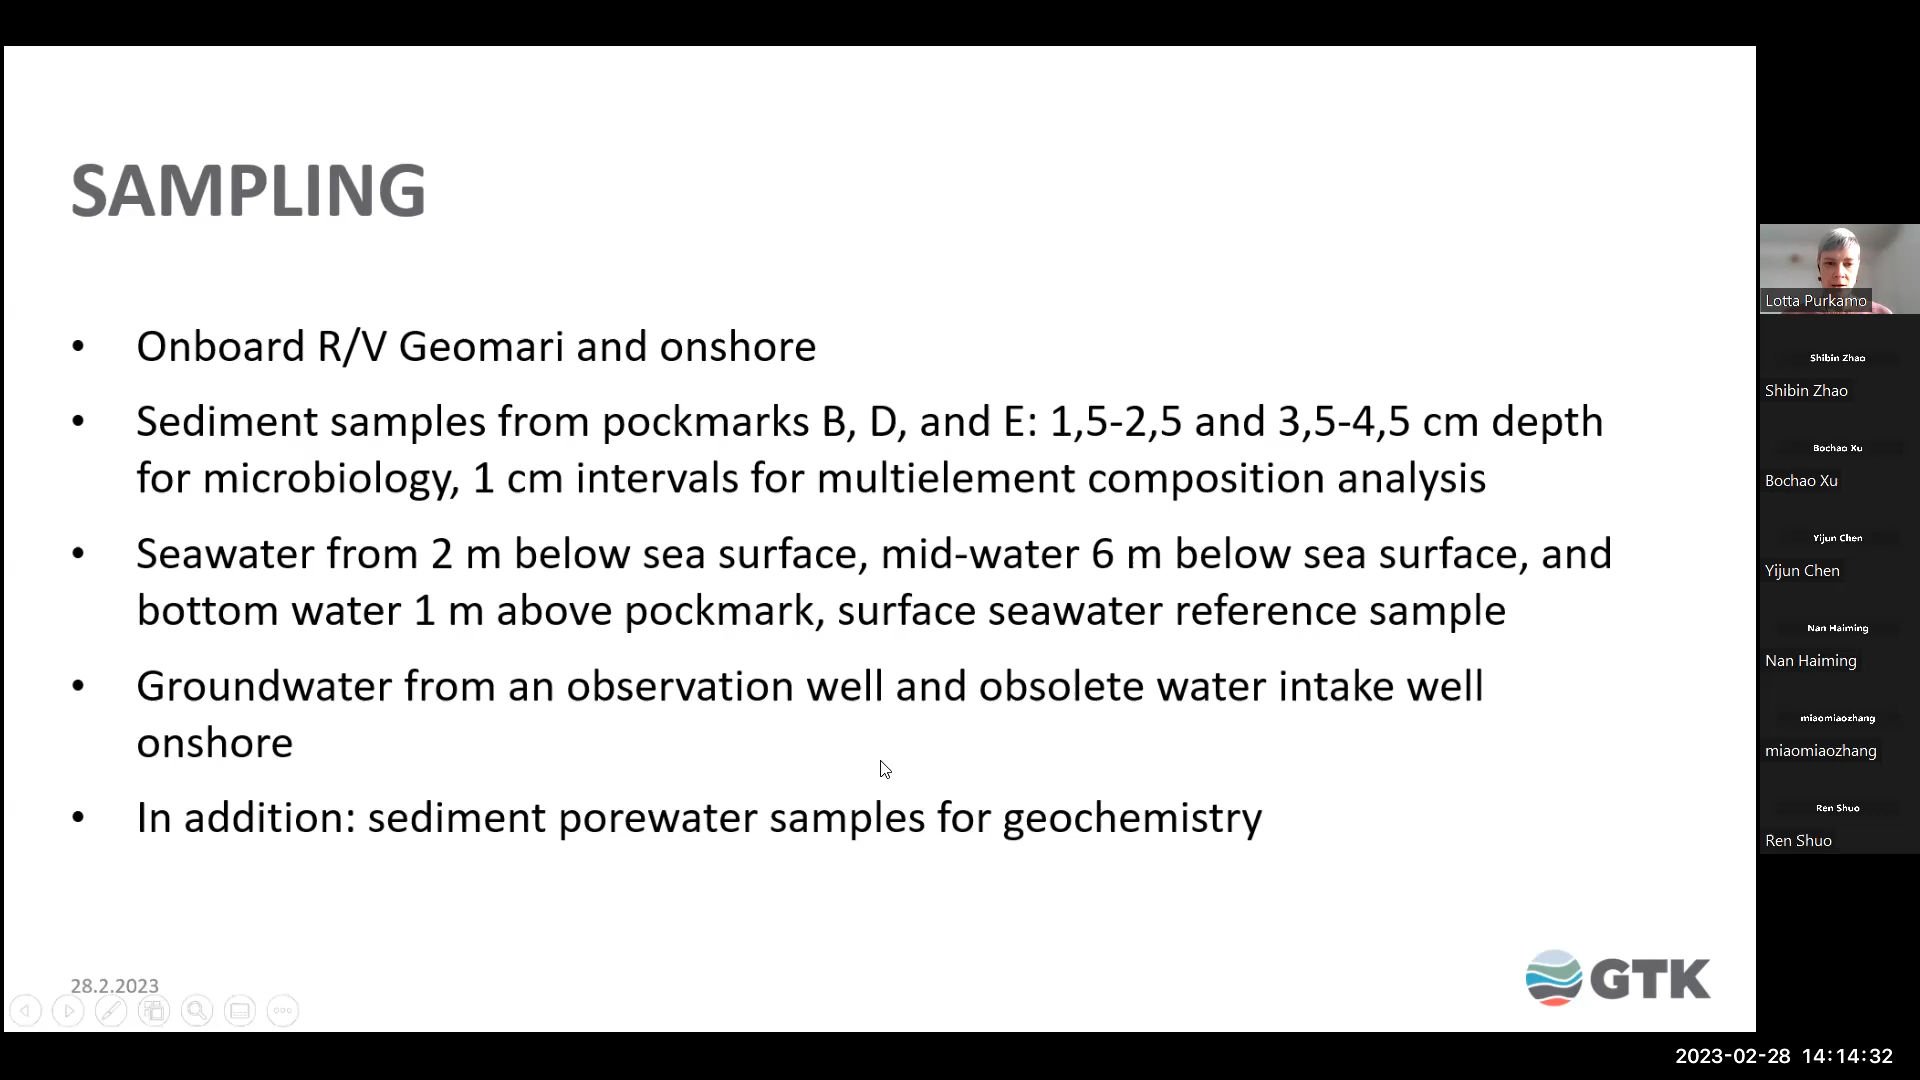 SAMPLING
• Onboard R/V Geomari and onshore
• Sediment samples from pockmarks B, D, and E: 1,5-2,5 and 3,5-4,5 cm depth
for microbiology, 1 cm intervals for multielement composition analysis
• Seawater from 2 m below sea surface, mid-water 6 m below sea surface, and
bottom water 1 m above pockmark, surface seawater reference sample
• Groundwater from an observation well and obsolete water intake well
onshore
• In addition: sediment porewater samples for geochemistry
28.2.2023
GTK
Lotta Purkamo
Shibin Zhao
Shibin Zhao
Bochao Xu
Bochao Xu
Yijun Chen
Yijun Chen
Nan Haiming
Nan Haiming
miaomiaozhang
miaomiaozhang
Ren Shuo
Ren Shuo
2023-02-28 14:14:32